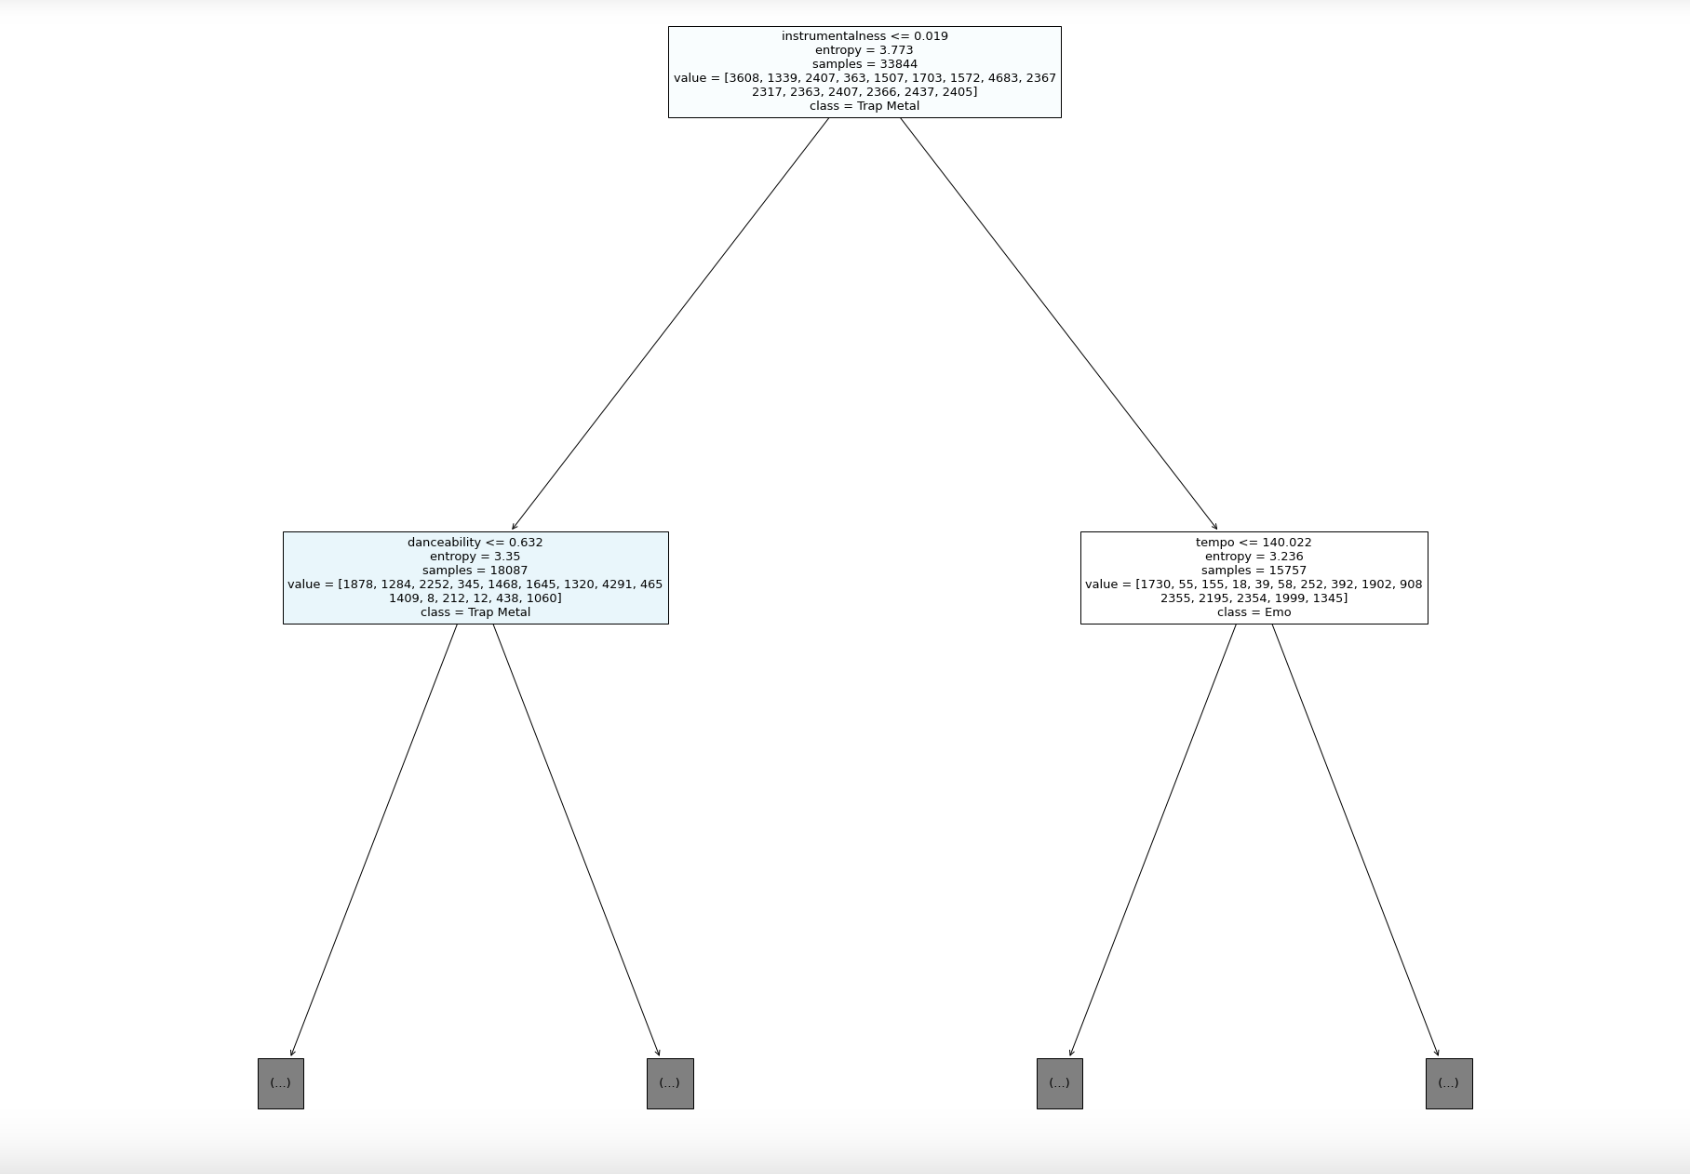 instrumentalness <= 0.019
entropy = 3.773
samples = 33844
value = [3608, 1339, 2407, 363, 1507, 1703, 1572, 4683, 2367
2317, 2363, 2407, 2366, 2437, 2405]
class = Trap Metal
danceability <= 0.632
entropy = 3.35
samples = 18087
value = [1878, 1284, 2252, 345, 1468, 1645, 1320, 4291, 465
1409, 8, 212, 12, 438, 1060]
class = Trap Metal
tempo <= 140.022
entropy = 3.236
samples = 15757
value = [1730, 55, 155, 18, 39, 58, 252, 392, 1902, 908
2355, 2195, 2354, 1999, 1345]
class = Emo
(...)
(...)
(...)
(...)